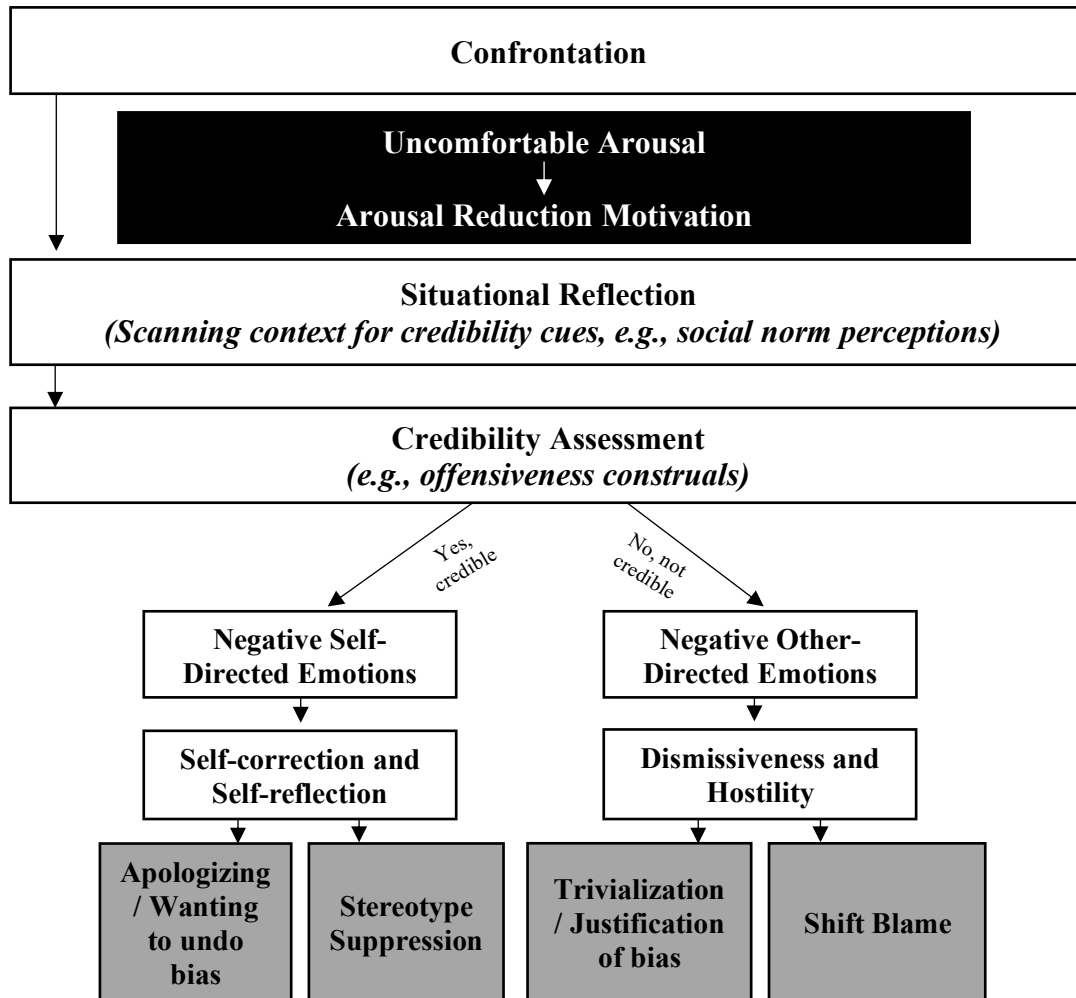 Confrontation
Uncomfortable Arousal
Arousal Reduction Motivation
Situational Reflection
(Scanning context for credibility cues, e.g., social norm perceptions)
Credibility Assessment
(e.g., offensiveness construals)
Yes,
credible
No, not
credible
Negative Self-
Directed Emotions
Negative Other-
Directed Emotions
Self-correction and
Self-reflection
Dismissiveness and
Hostility
Apologizing
/ Wanting
to undo
bias
Stereotype
Suppression
Trivialization
/ Justification
of bias
Shift Blame